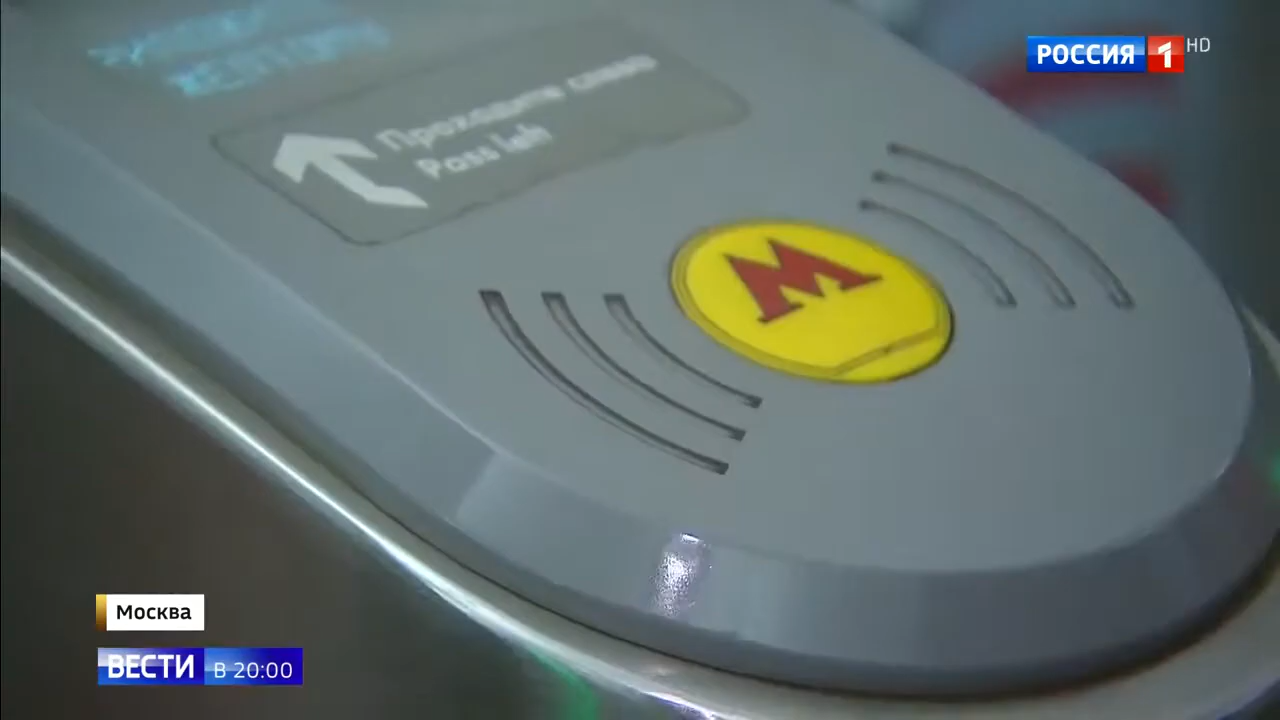 РОССИЯ 1 HD
Проходите слева
Pass left
М
Москва
ВЕСТИ В 20:00